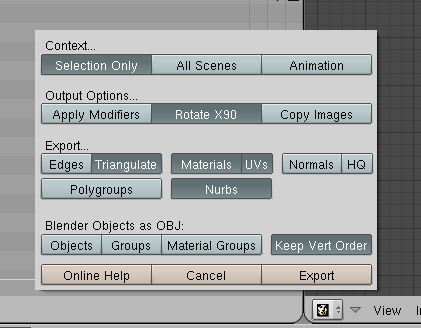 Context...
Selection Only All Scenes Animation
Output Options...
Apply Modifiers Rotate X90 Copy Images
Export...
Edges Triangulate Materials UVs Normals HQ
Polygroups Nurbs
Blender Objects as OBJ:
Objects Groups Material Groups Keep Vert Order
Online Help Cancel Export
View